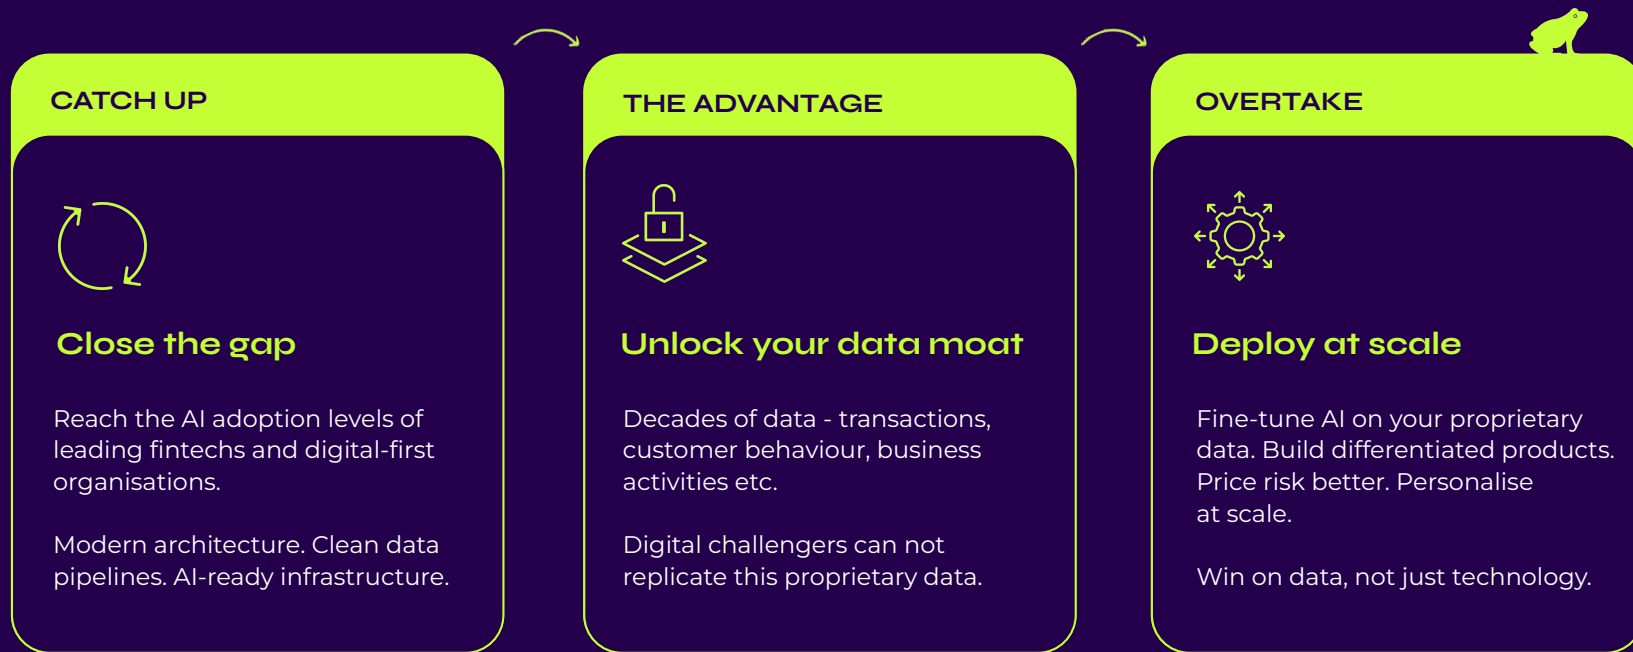 CATCH UP
Close the gap
Reach the AI adoption levels of
leading fintechs and digital-first
organisations.
Modern architecture. Clean data
pipelines. AI-ready infrastructure.
THE ADVANTAGE
Unlock your data moat
Decades of data - transactions,
customer behaviour, business
activities etc.
Digital challengers can not
replicate this proprietary data.
OVERTAKE
Deploy at scale
Fine-tune AI on your proprietary
data. Build differentiated products.
Price risk better. Personalise
at scale.
Win on data, not just technology.